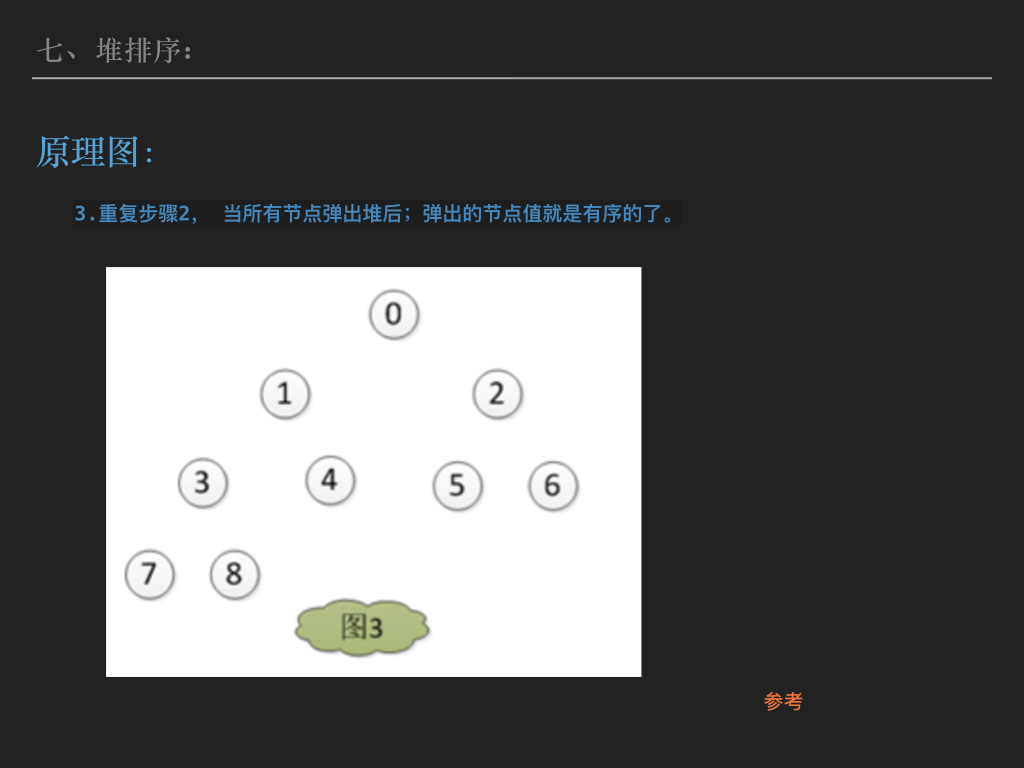 七、堆排序:
原理图:
3.重复步骤2， 当所有节点弹出堆后；弹出的节点值就是有序的了。
0
1 2
3 4 5 6
7 8
图3
参考